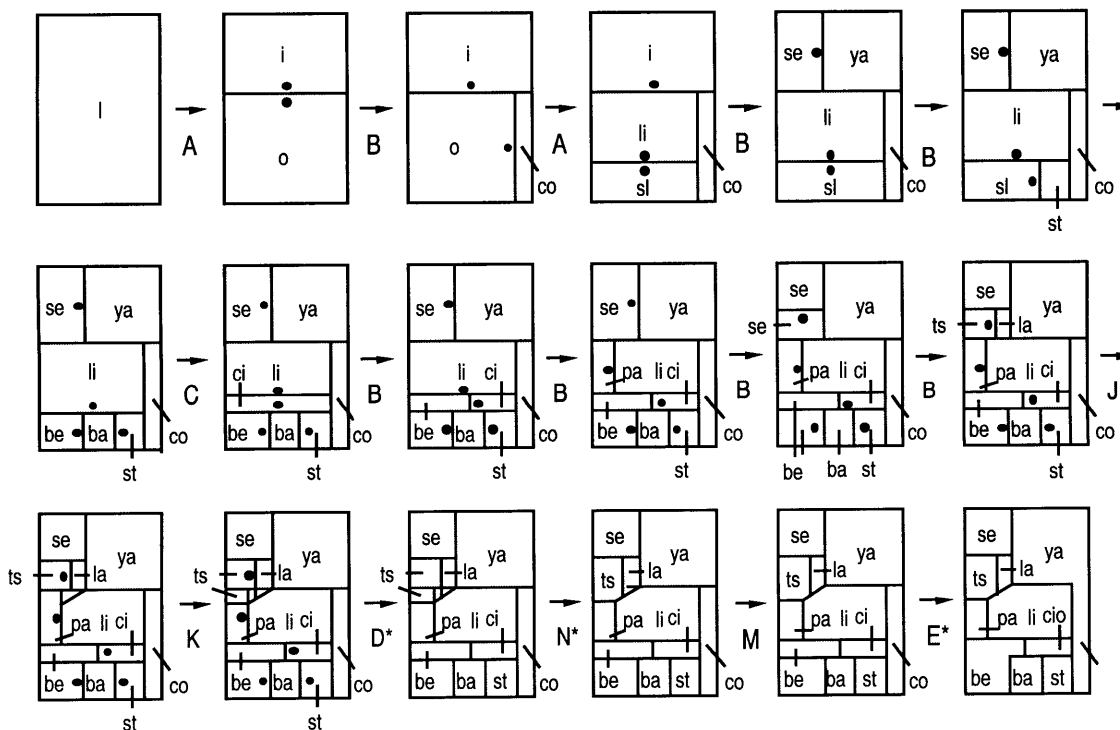 l
i
o
i
o
co
i
li
sl
co
se ya
li
sl
co
se ya
li
sl
co
st
A B A B B
se ya
li
be ba
co
st
se ya
ci li
be ba
co
st
se ya
li ci
be ba
co
st
se ya
pa li ci
be ba
co
st
se ya
se
pa li ci
co
be ba st
se ya
ts la
pa li ci
be ba
co
st
C B B B B J
se ya
ts la
pa li ci
be ba
co
st
se ya
ts la
pa li ci
be ba
co
st
se ya
ts la
pa li ci
be ba st
co
se ya
ts la
pa li ci
be ba st
co
se ya
ts la
pa li ci
be ba st
co
se ya
ts la
pa li cio
be ba st
K D* N* M E*